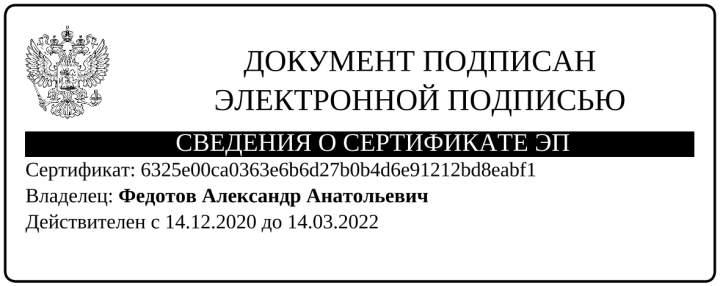 ДОКУМЕНТ ПОДПИСАН
ЭЛЕКТРОННОЙ ПОДПИСЬЮ
СВЕДЕНИЯ О СЕРТИФИКАТЕ ЭП
Сертификат: 6325e00ca0363e6b6d27b0b4d6e91212bd8eabf1
Владелец: Федотов Александр Анатольевич
Действителен с 14.12.2020 до 14.03.2022